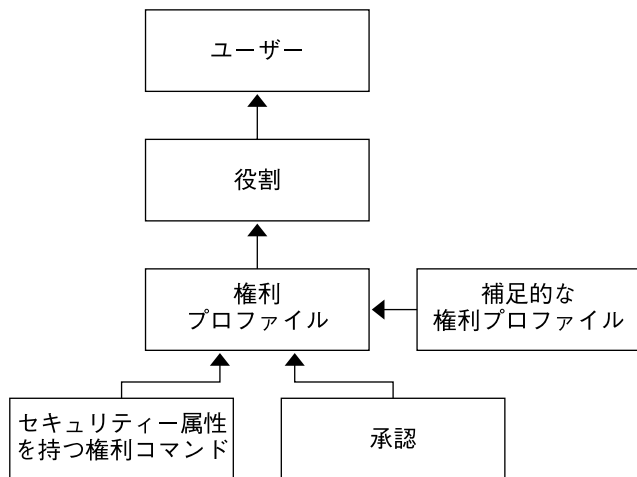 ユーザー
役割
権利
プロファイル
補足的な
権利プロファイル
セキュリティー属性
を持つ権利コマンド
承認